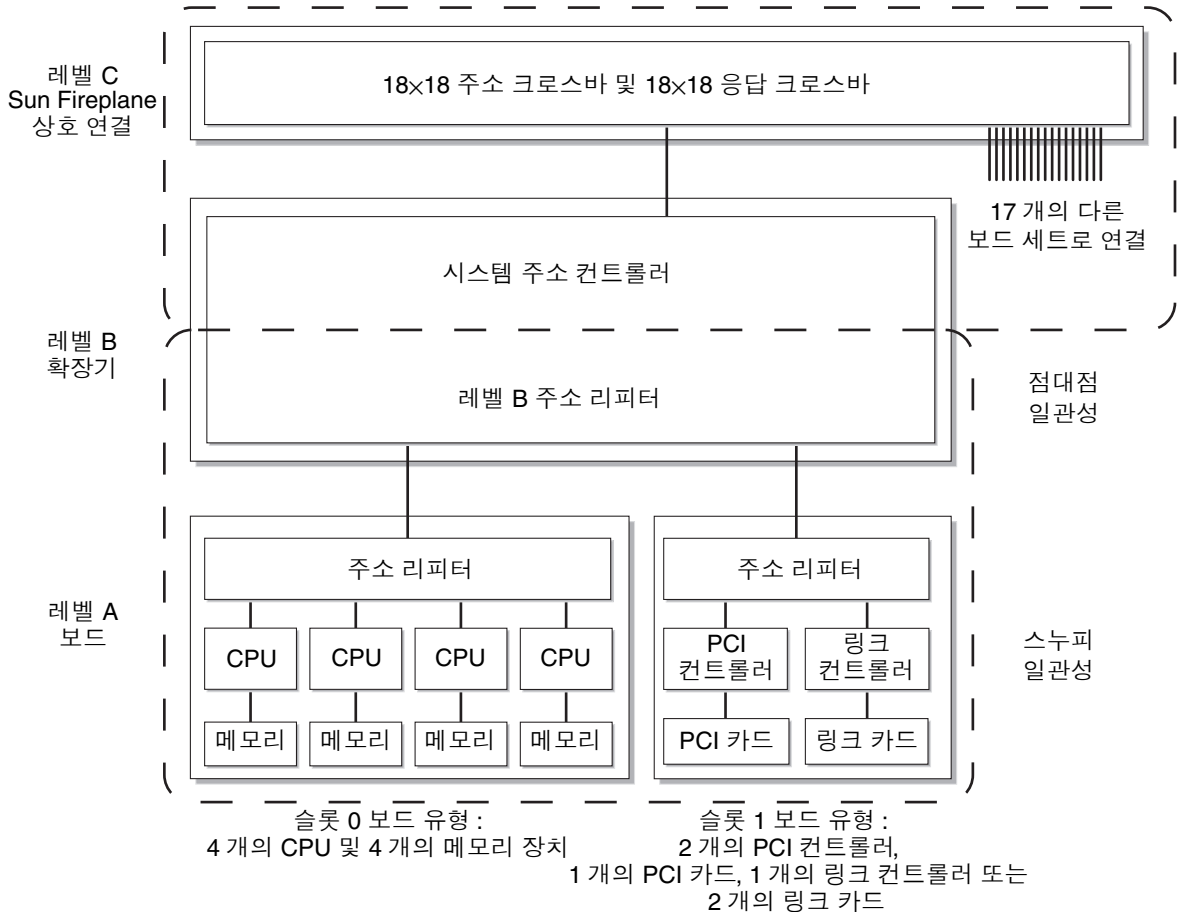 레벨 C
Sun Fireplane
상호 연결
18×18 주소 크로스바 및 18×18 응답 크로스바
17 개의 다른
보드 세트로 연결
시스템 주소 컨트롤러
레벨 B
확장기
레벨 B 주소 리피터
점대점
일관성
레벨 A
보드
주소 리피터
CPU
CPU
CPU
CPU
메모리
메모리
메모리
메모리
주소 리피터
PCI
컨트롤러
링크
컨트롤러
PCI 카드
링크 카드
스누피
일관성
슬롯 0 보드 유형 :
4 개의 CPU 및 4 개의 메모리 장치
슬롯 1 보드 유형 :
2 개의 PCI 컨트롤러,
1 개의 PCI 카드, 1 개의 링크 컨트롤러 또는
2 개의 링크 카드